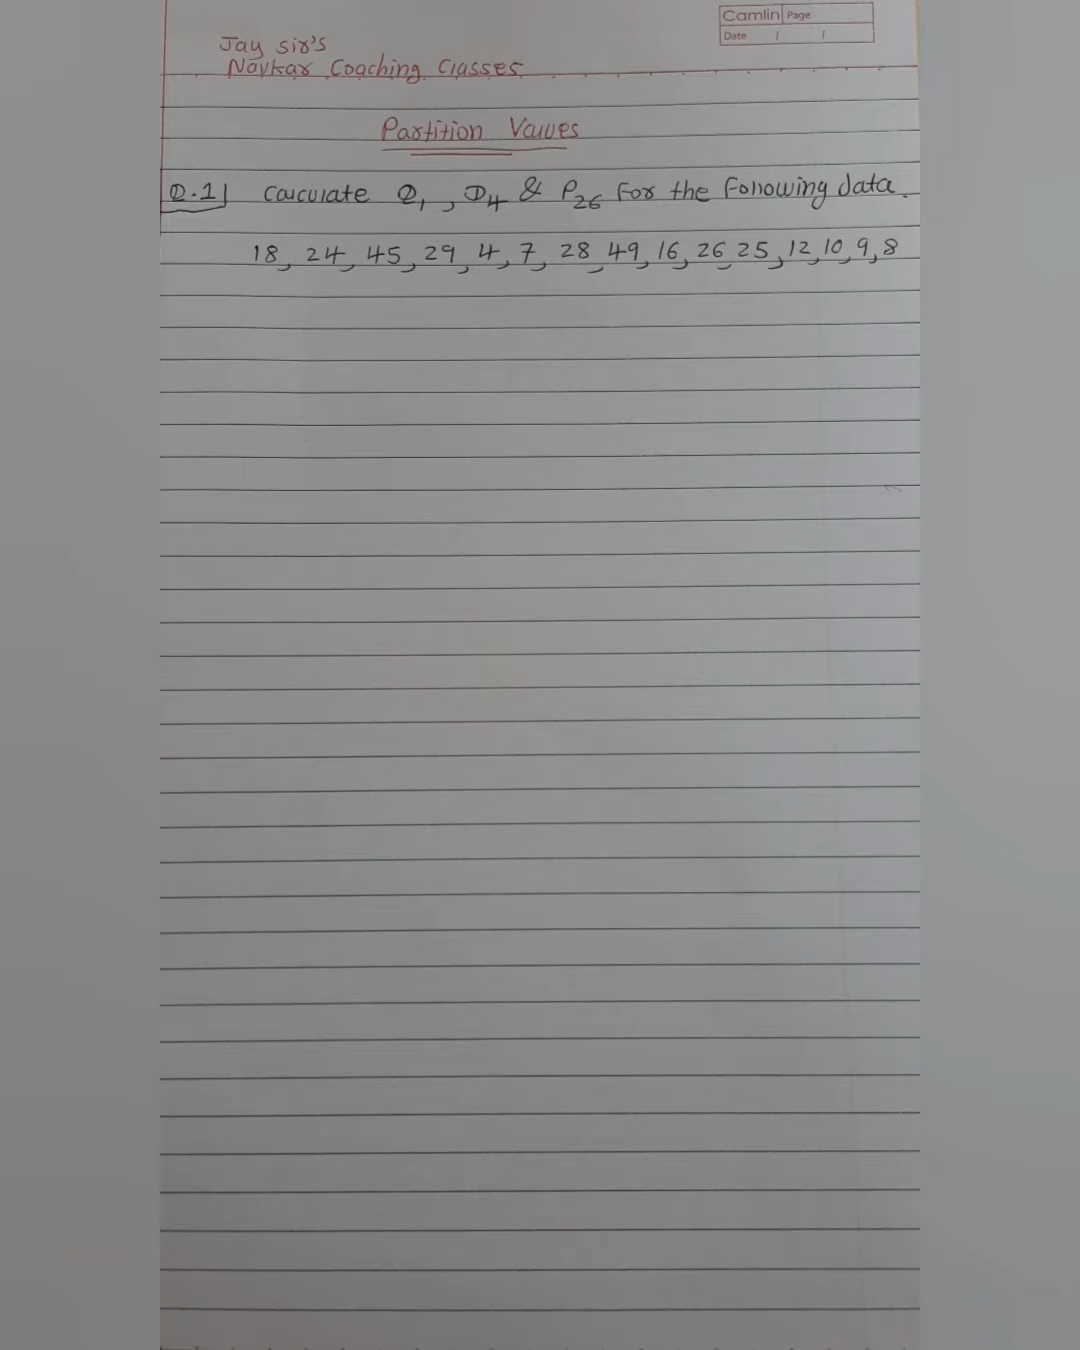 Camlin Page
Date / /
Jay sir's
Navkar Coaching Classes
Partition Values
Q.1] Calculate Q1, D4 & P26 For the Following data.
18, 24, 45, 29, 4, 7, 28, 49, 16, 26, 25, 12, 10, 9, 8